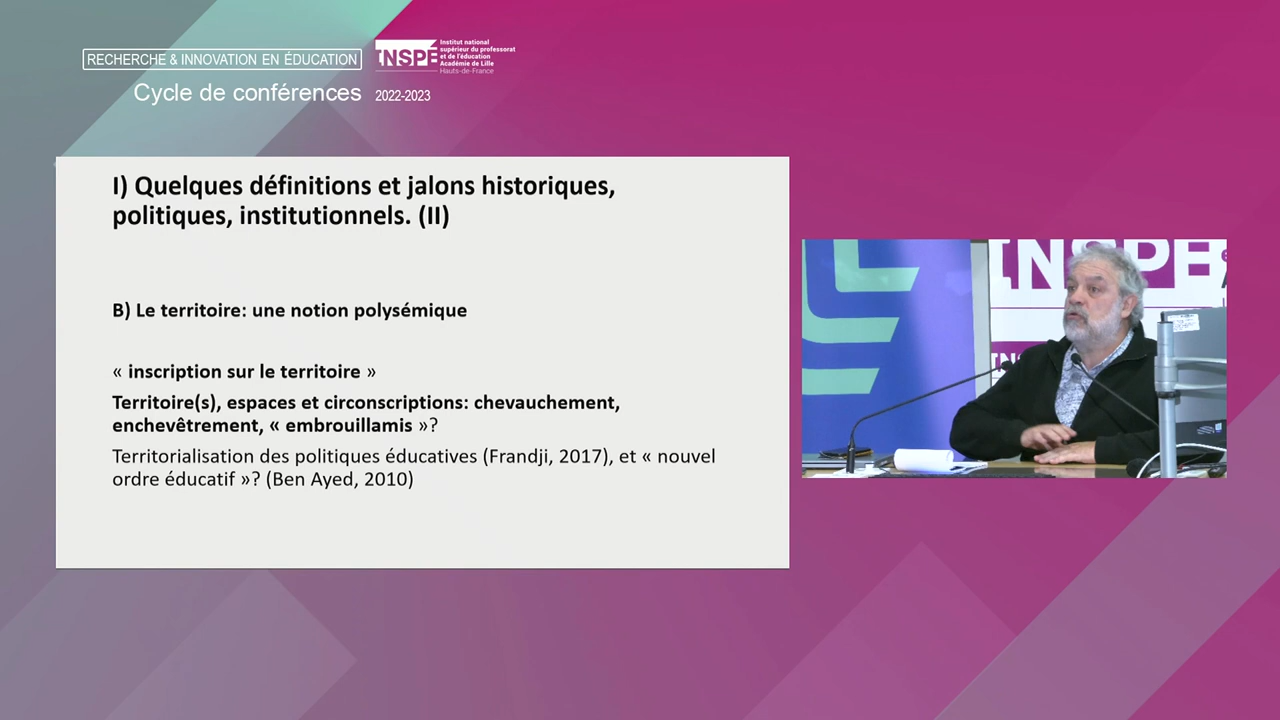 RECHERCHE & INNOVATION EN ÉDUCATION
Cycle de conférences 2022-2023
INSPÉ
Institut national
supérieur du professorat
et de l'éducation
Académie de Lille
Hauts-de-France
I) Quelques définitions et jalons historiques,
politiques, institutionnels. (II)
B) Le territoire: une notion polysémique
« inscription sur le territoire »
Territoire(s), espaces et circonscriptions: chevauchement,
enchevêtrement, « embrouillamis »?
Territorialisation des politiques éducatives (Frandji, 2017), et « nouvel
ordre éducatif »? (Ben Ayed, 2010)
INSPÉ